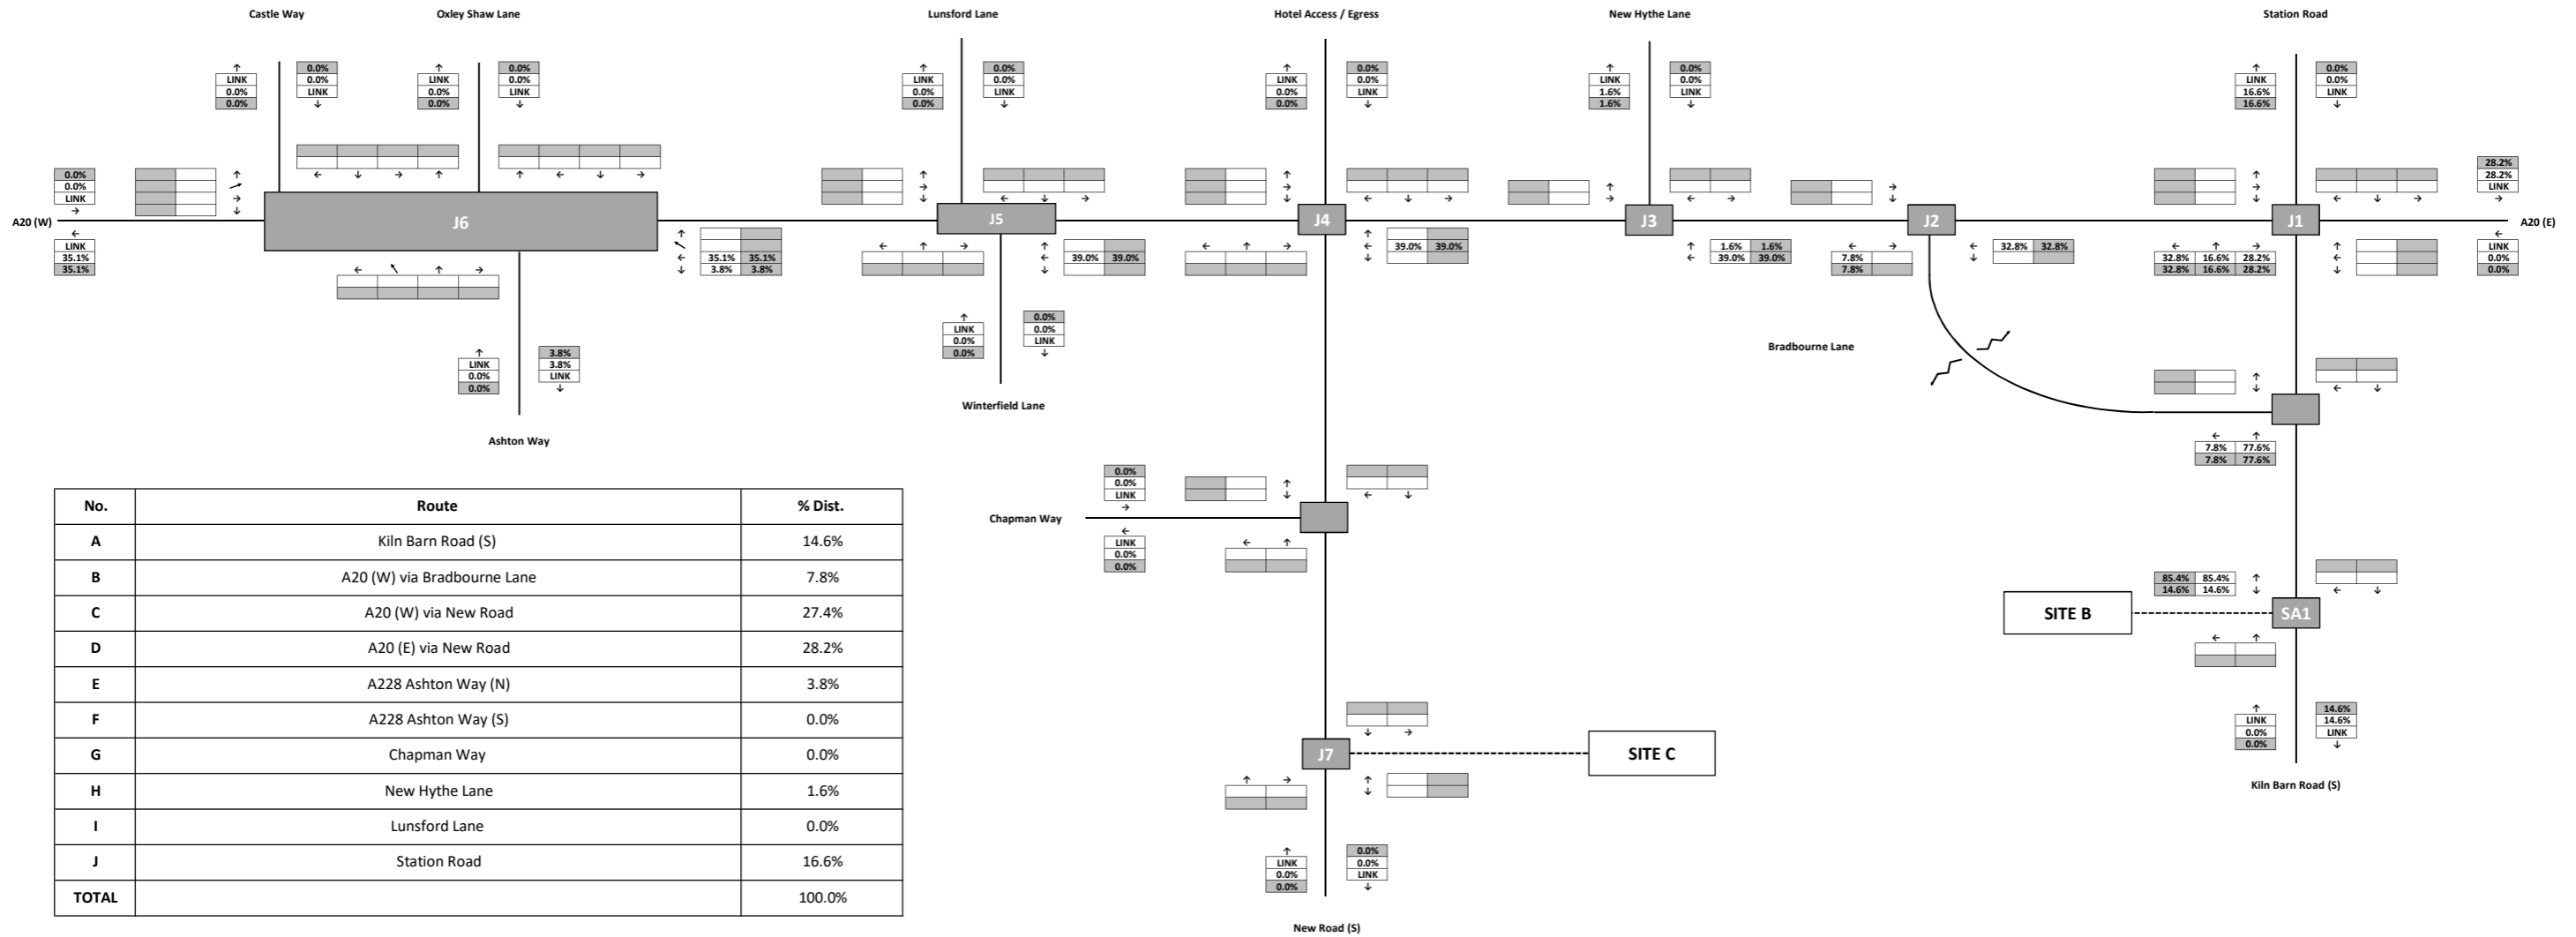 Castle Way
Oxley Shaw Lane
Lunsford Lane
Hotel Access / Egress
New Hythe Lane
Station Road
↑ LINK 0.0% 0.0%
0.0% 0.0% LINK ↓
↑ LINK 0.0% 0.0%
0.0% 0.0% LINK ↓
↑ LINK 0.0% 0.0%
0.0% 0.0% LINK ↓
↑ LINK 0.0% 0.0%
0.0% 0.0% LINK ↓
↑ LINK 1.6% 1.6%
0.0% 0.0% LINK ↓
↑ LINK 16.6% 16.6%
0.0% 0.0% LINK ↓
0.0% 0.0% LINK →
28.2% 28.2% LINK →
A20 (W)
J6
J5
J4
J3
J2
J1
A20 (E)
← LINK 35.1% 35.1%
35.1% 35.1%
3.8% 3.8%
39.0% 39.0%
39.0% 39.0%
1.6% 1.6%
39.0% 39.0%
7.8%
7.8%
32.8% 32.8%
32.8% 16.6% 28.2%
32.8% 16.6% 28.2%
← LINK 0.0% 0.0%
↑ LINK 0.0% 0.0%
3.8% 3.8% LINK ↓
Ashton Way
↑ LINK 0.0% 0.0%
0.0% 0.0% LINK ↓
Winterfield Lane
Bradbourne Lane
7.8% 77.6%
7.8% 77.6%
0.0% 0.0% LINK →
Chapman Way
← LINK 0.0% 0.0%
85.4% 85.4%
14.6% 14.6%
SITE B
SA1
J7
SITE C
↑ LINK 0.0% 0.0%
14.6% 14.6% LINK ↓
Kiln Barn Road (S)
↑ LINK 0.0% 0.0%
0.0% 0.0% LINK ↓
New Road (S)
No. Route % Dist.
A Kiln Barn Road (S) 14.6%
B A20 (W) via Bradbourne Lane 7.8%
C A20 (W) via New Road 27.4%
D A20 (E) via New Road 28.2%
E A228 Ashton Way (N) 3.8%
F A228 Ashton Way (S) 0.0%
G Chapman Way 0.0%
H New Hythe Lane 1.6%
I Lunsford Lane 0.0%
J Station Road 16.6%
TOTAL 100.0%